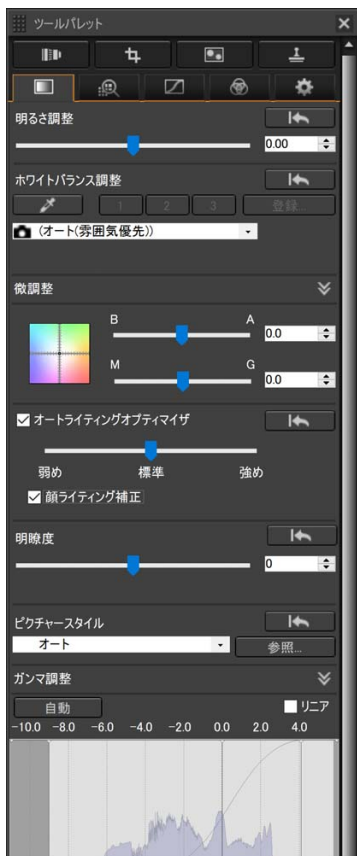 ツールパレット
明るさ調整
0.00
ホワイトバランス調整
1 2 3 登録...
(オート(雰囲気優先))
微調整
B A
0.0
M G
0.0
オートライティングオプティマイザ
弱め 標準 強め
顔ライティング補正
明瞭度
0
ピクチャースタイル
オート 参照...
ガンマ調整
自動 リニア
-10.0 -8.0 -6.0 -4.0 -2.0 0.0 2.0 4.0